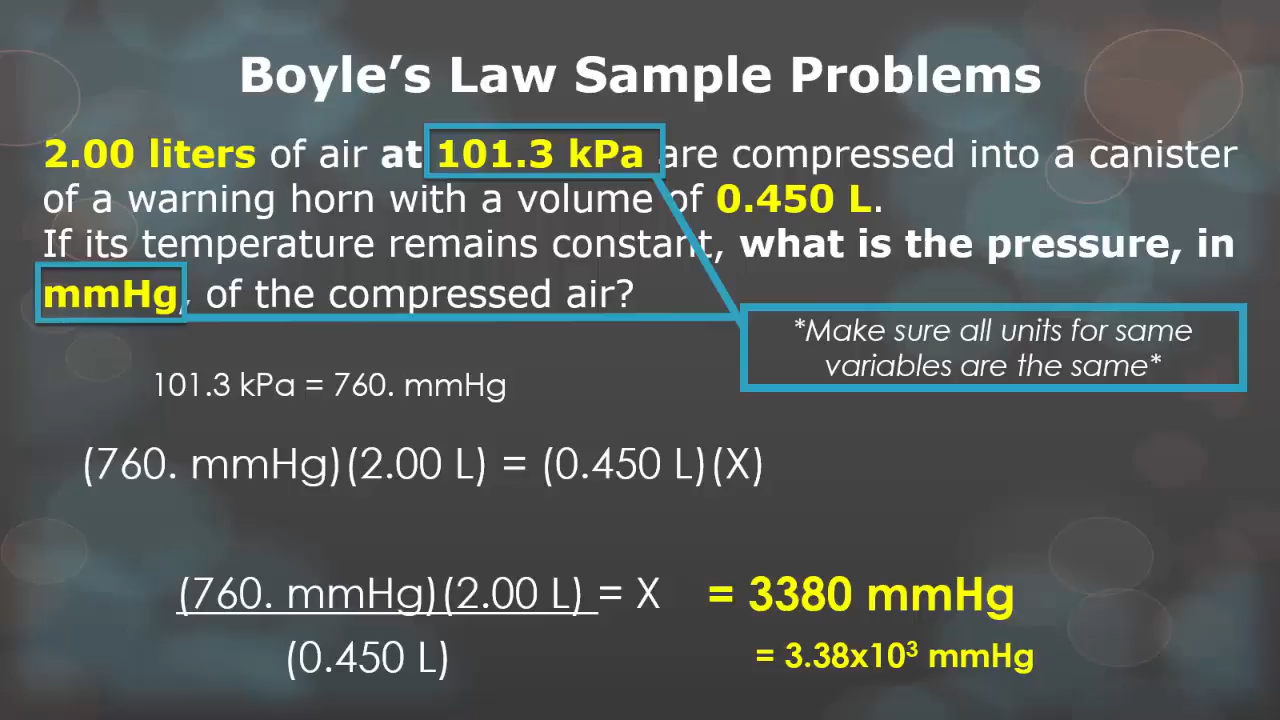 Boyle’s Law Sample Problems
2.00 liters of air at 101.3 kPa are compressed into a canister
of a warning horn with a volume of 0.450 L.
If its temperature remains constant, what is the pressure, in
mmHg, of the compressed air?
*Make sure all units for same
variables are the same*
101.3 kPa = 760. mmHg
(760. mmHg)(2.00 L) = (0.450 L)(X)
(760. mmHg)(2.00 L) = X = 3380 mmHg
(0.450 L) = 3.38x10³ mmHg